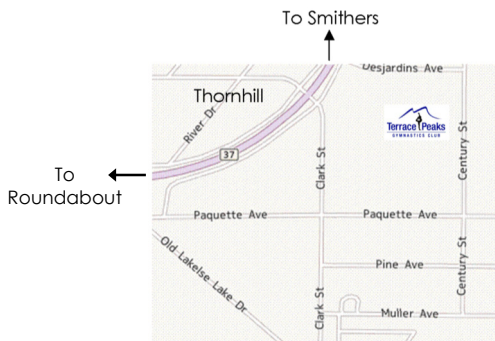 To Smithers
Desjardins Ave
Thornhill
River Dr
Terrace Peaks
GYMNASTICS CLUB
37
To
Roundabout
Clark St
Century St
Paquette Ave
Paquette Ave
Old Lakelse Lake Dr
Pine Ave
Century St
Clark St
Muller Ave